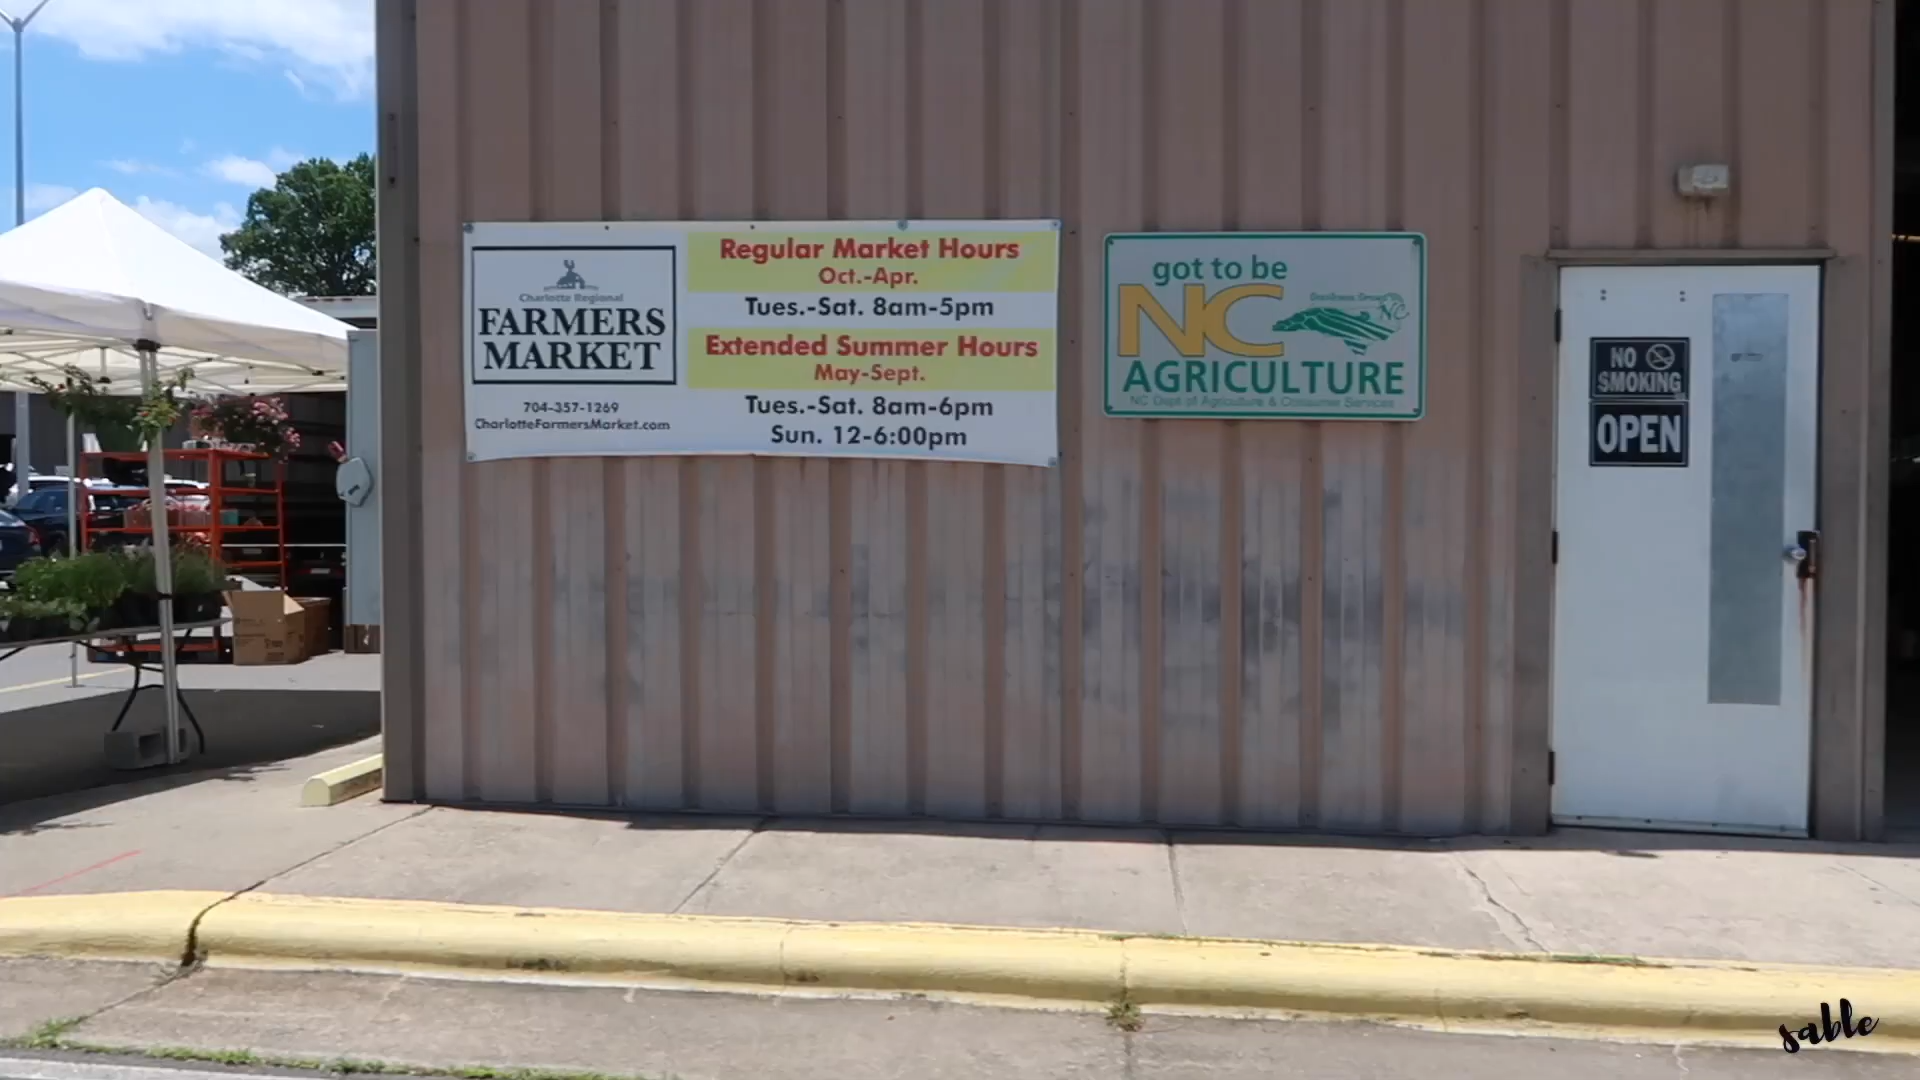 Charlotte Regional
FARMERS
MARKET
704-357-1269
CharlotteFarmersMarket.com
Regular Market Hours
Oct.-Apr.
Tues.-Sat. 8am-5pm
Extended Summer Hours
May-Sept.
Tues.-Sat. 8am-6pm
Sun. 12-6:00pm
got to be
NC
NC
AGRICULTURE
NC Dept of Agriculture & Consumer Services
NO
SMOKING
OPEN
sable